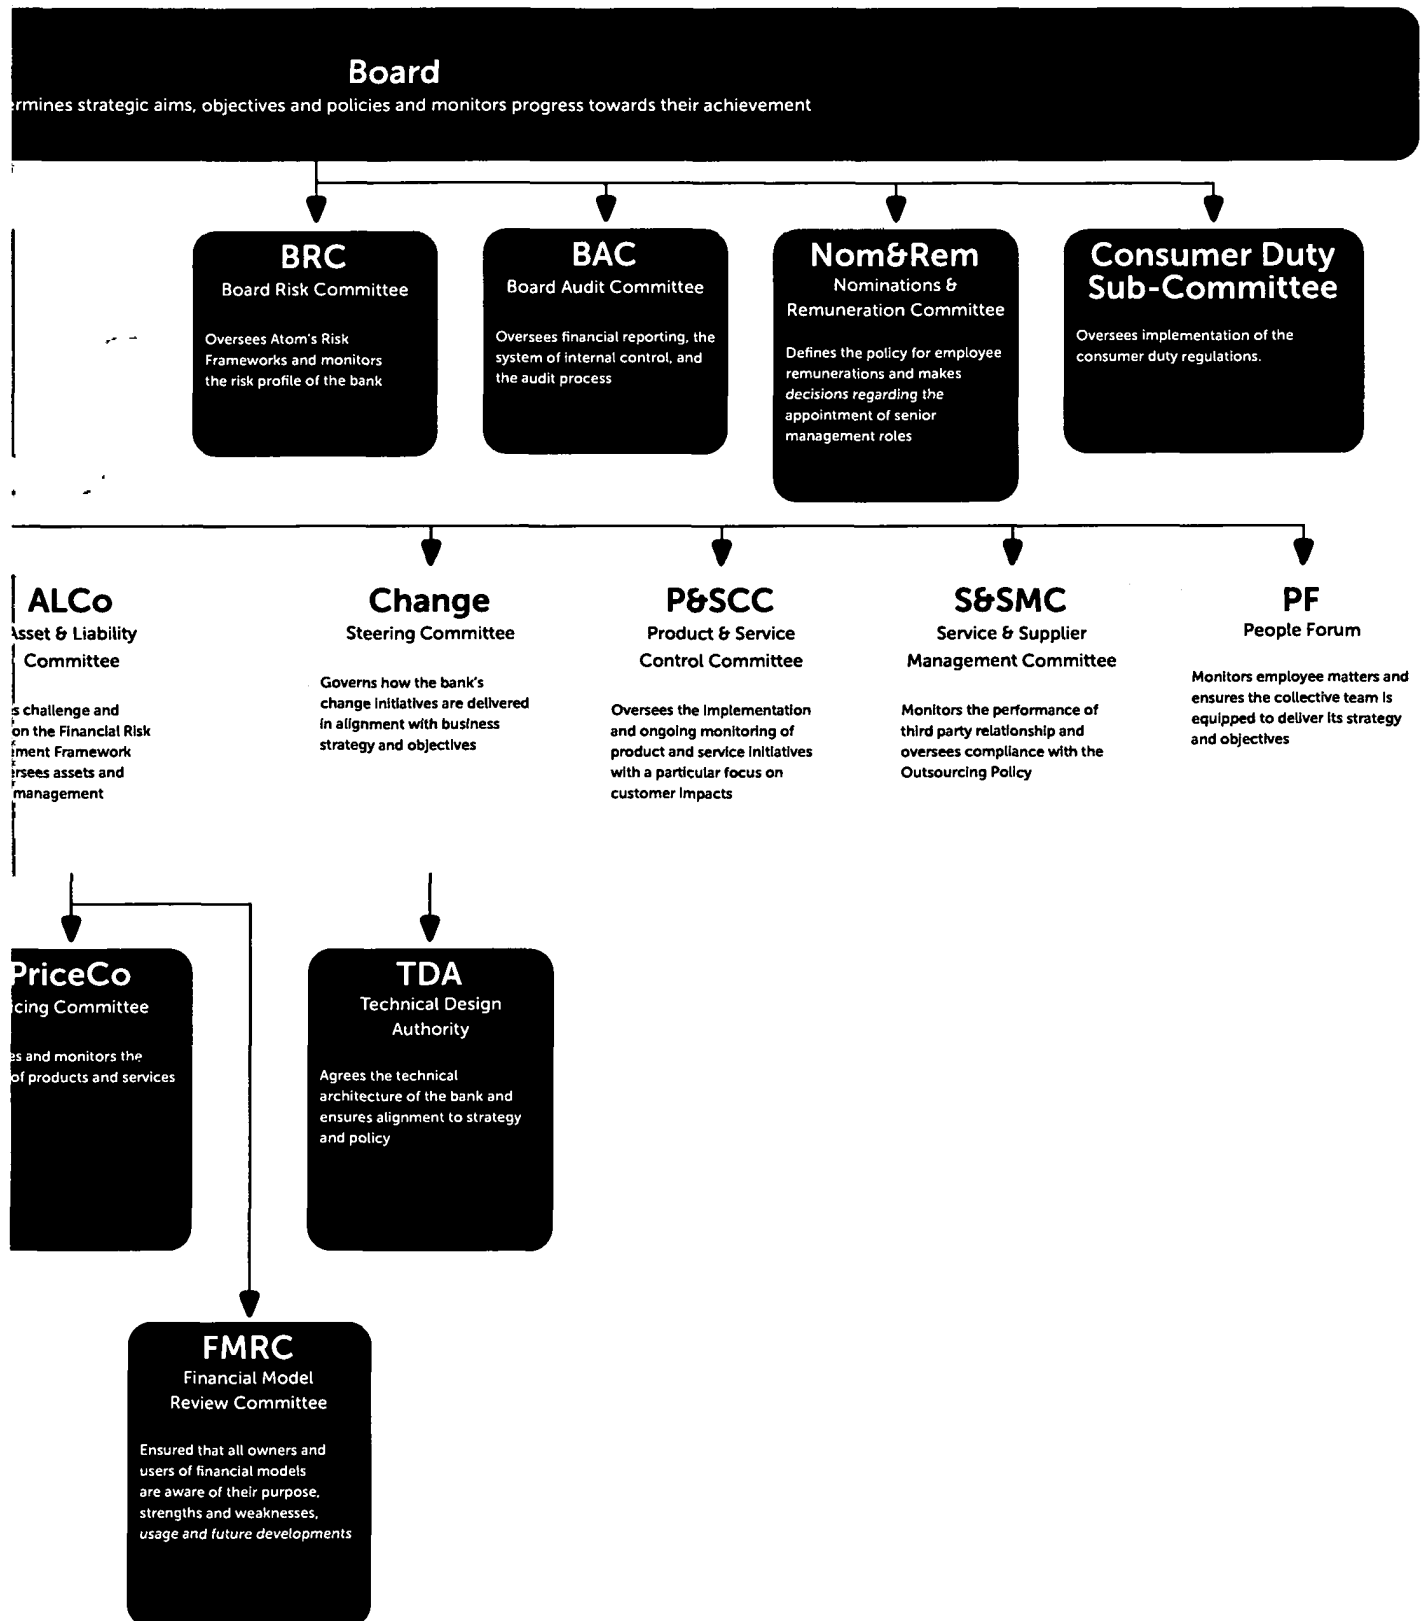 Board
strategic aims, objectives and policies and monitors progress towards their achievement
BRC
Board Risk Committee
Oversees Atom's Risk
Frameworks and monitors
the risk profile of the bank
BAC
Board Audit Committee
Oversees financial reporting, the
system of internal control, and
the audit process
Nom&Rem
Nominations &
Remuneration Committee
Defines the policy for employee
remunerations and makes
decisions regarding the
appointment of senior
management roles
Consumer Duty
Sub-Committee
Oversees implementation of the
consumer duty regulations.
ALCo
Asset & Liability
Committee
challenge and
on the Financial Risk
Framework
assets and
management
Change
Steering Committee
Governs how the bank's
change initiatives are delivered
in alignment with business
strategy and objectives
P&SCC
Product & Service
Control Committee
Oversees the implementation
and ongoing monitoring of
product and service initiatives
with a particular focus on
customer impacts
S&SMC
Service & Supplier
Management Committee
Monitors the performance of
third party relationship and
oversees compliance with the
Outsourcing Policy
PF
People Forum
Monitors employee matters and
ensures the collective team is
equipped to deliver its strategy
and objectives
PriceCo
Committee
and monitors the
of products and services
TDA
Technical Design
Authority
Agrees the technical
architecture of the bank and
ensures alignment to strategy
and policy
FMRC
Financial Model
Review Committee
Ensured that all owners and
users of financial models
are aware of their purpose,
strengths and weaknesses,
usage and future developments